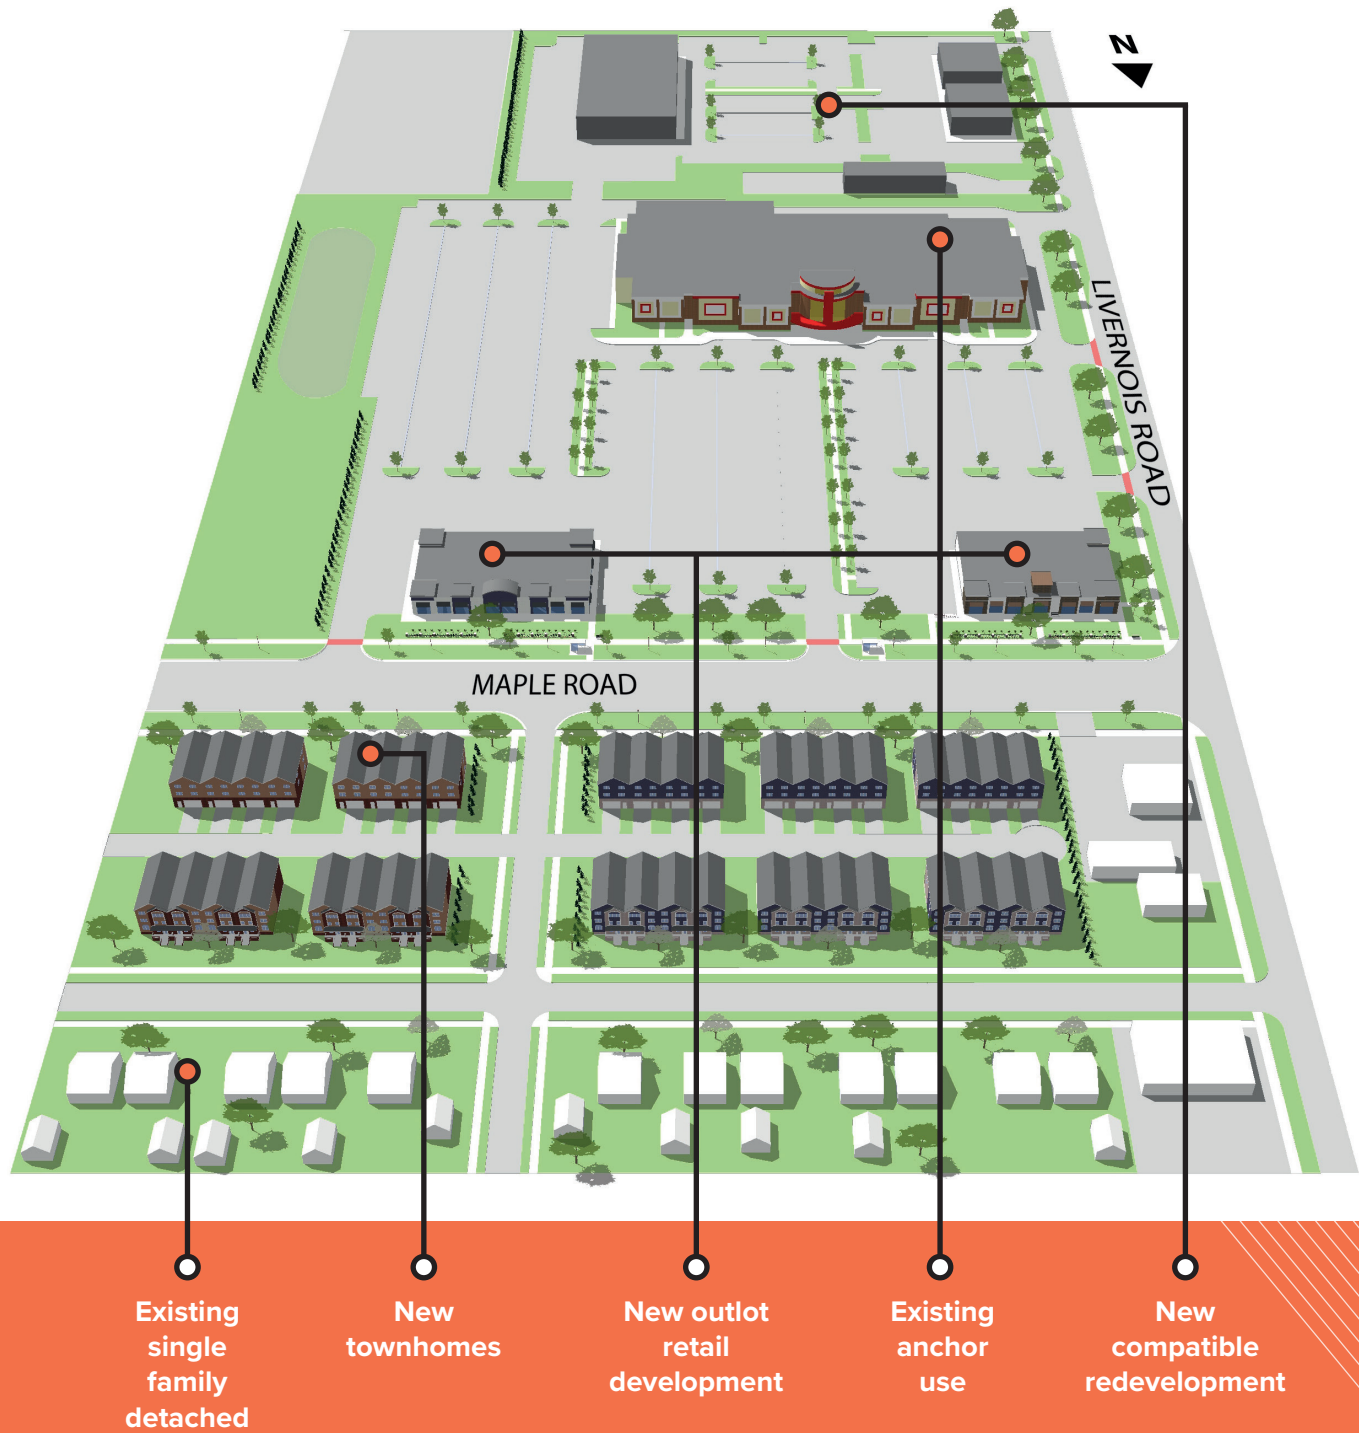 N
LIVERNOIS ROAD
MAPLE ROAD
Existing
single
family
detached
New
townhomes
New outlot
retail
development
Existing
anchor
use
New
compatible
redevelopment